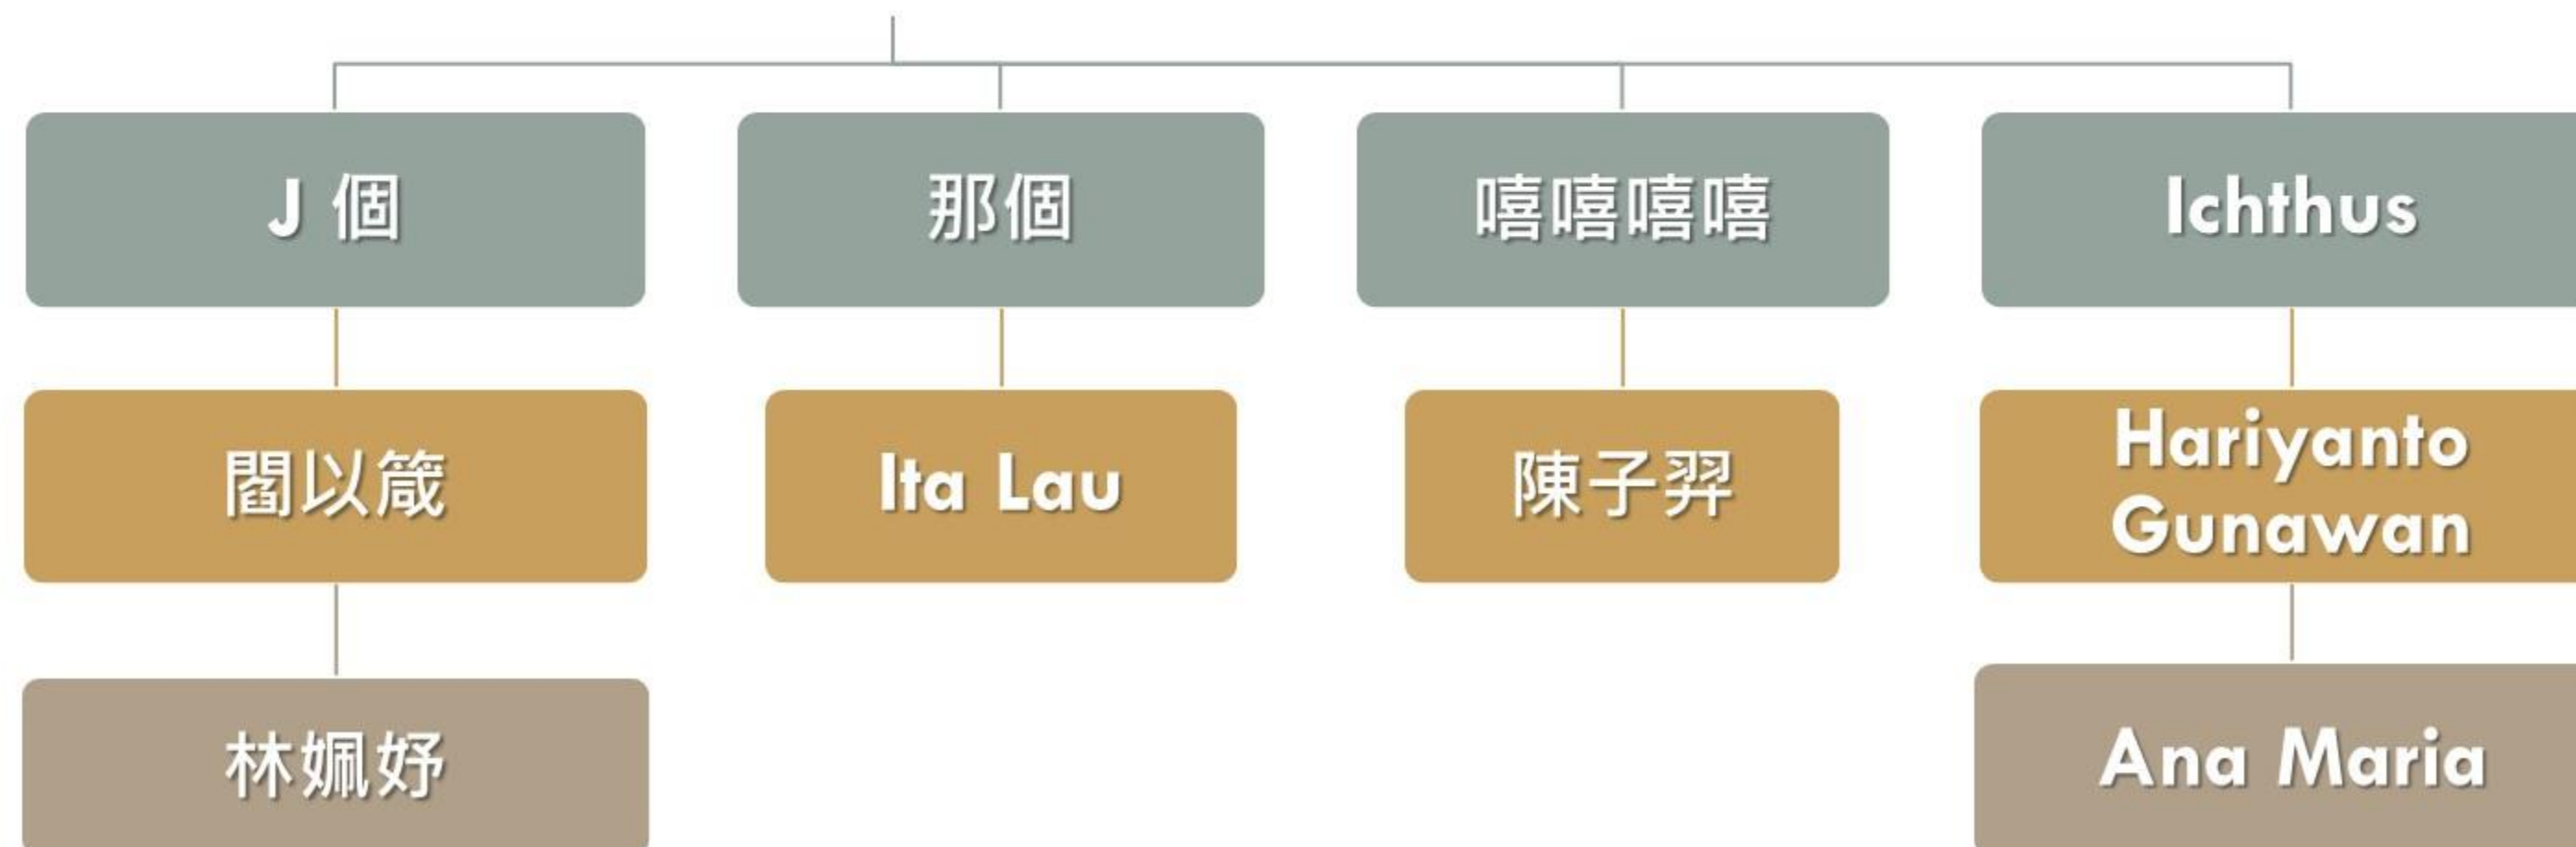 J 個
那個
嘻嘻嘻嘻
Ichthus
閻以箴
Ita Lau
陳子羿
Hariyanto
Gunawan
林姵妤
Ana Maria